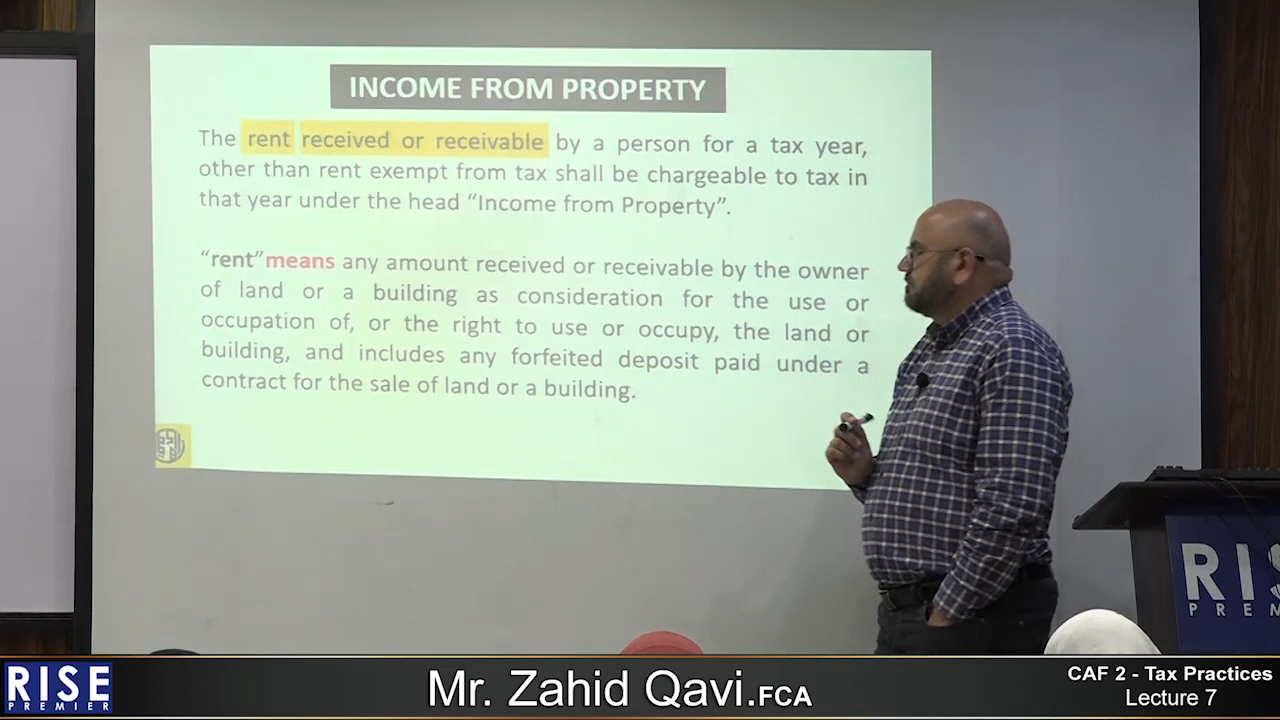 INCOME FROM PROPERTY
The rent received or receivable by a person for a tax year,
other than rent exempt from tax shall be chargeable to tax in
that year under the head “Income from Property”.
“rent”means any amount received or receivable by the owner
of land or a building as consideration for the use or
occupation of, or the right to use or occupy, the land or
building, and includes any forfeited deposit paid under a
contract for the sale of land or a building.
RIS
PREM
RISE
PREMIER
Mr. Zahid Qavi.FCA
CAF 2 - Tax Practices
Lecture 7